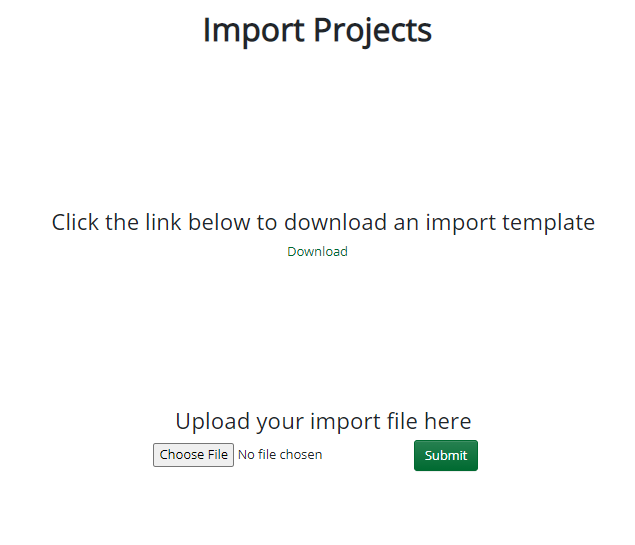 Import Projects
Click the link below to download an import template
Download
Upload your import file here
Choose File No file chosen Submit